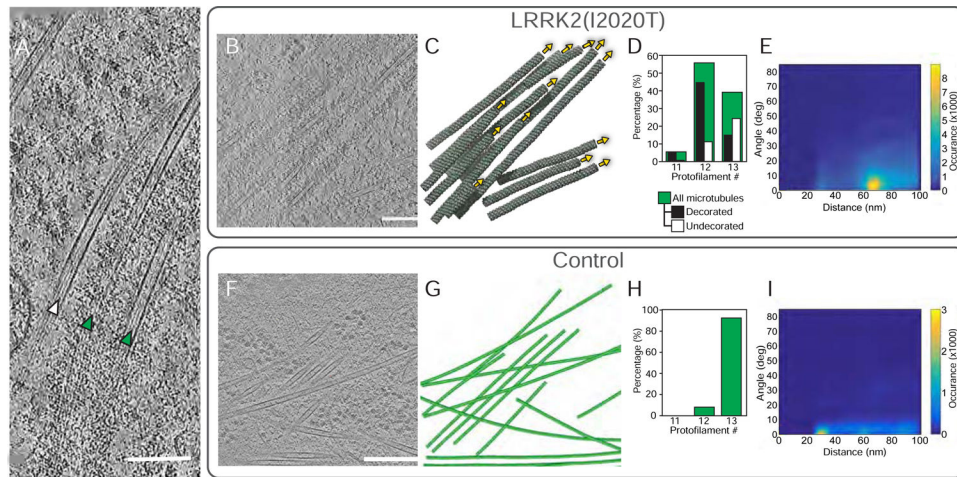 LRRK2(I2020T)
A
B
C
D
60
50
40
30
20
10
0
Percentage (%)
11 12 13
Protofilament #
All microtubules
Decorated
Undecorated
E
80
70
60
50
40
30
20
10
0
Angle (deg)
0 20 40 60 80 100
Distance (nm)
8
7
6
5
4
3
2
1
0
Occurance (x1000)
Control
F
G
H
100
80
60
40
20
0
Percentage (%)
11 12 13
Protofilament #
I
80
70
60
50
40
30
20
10
0
Angle (deg)
0 20 40 60 80 100
Distance (nm)
3
2
1
0
Occurance (x1000)